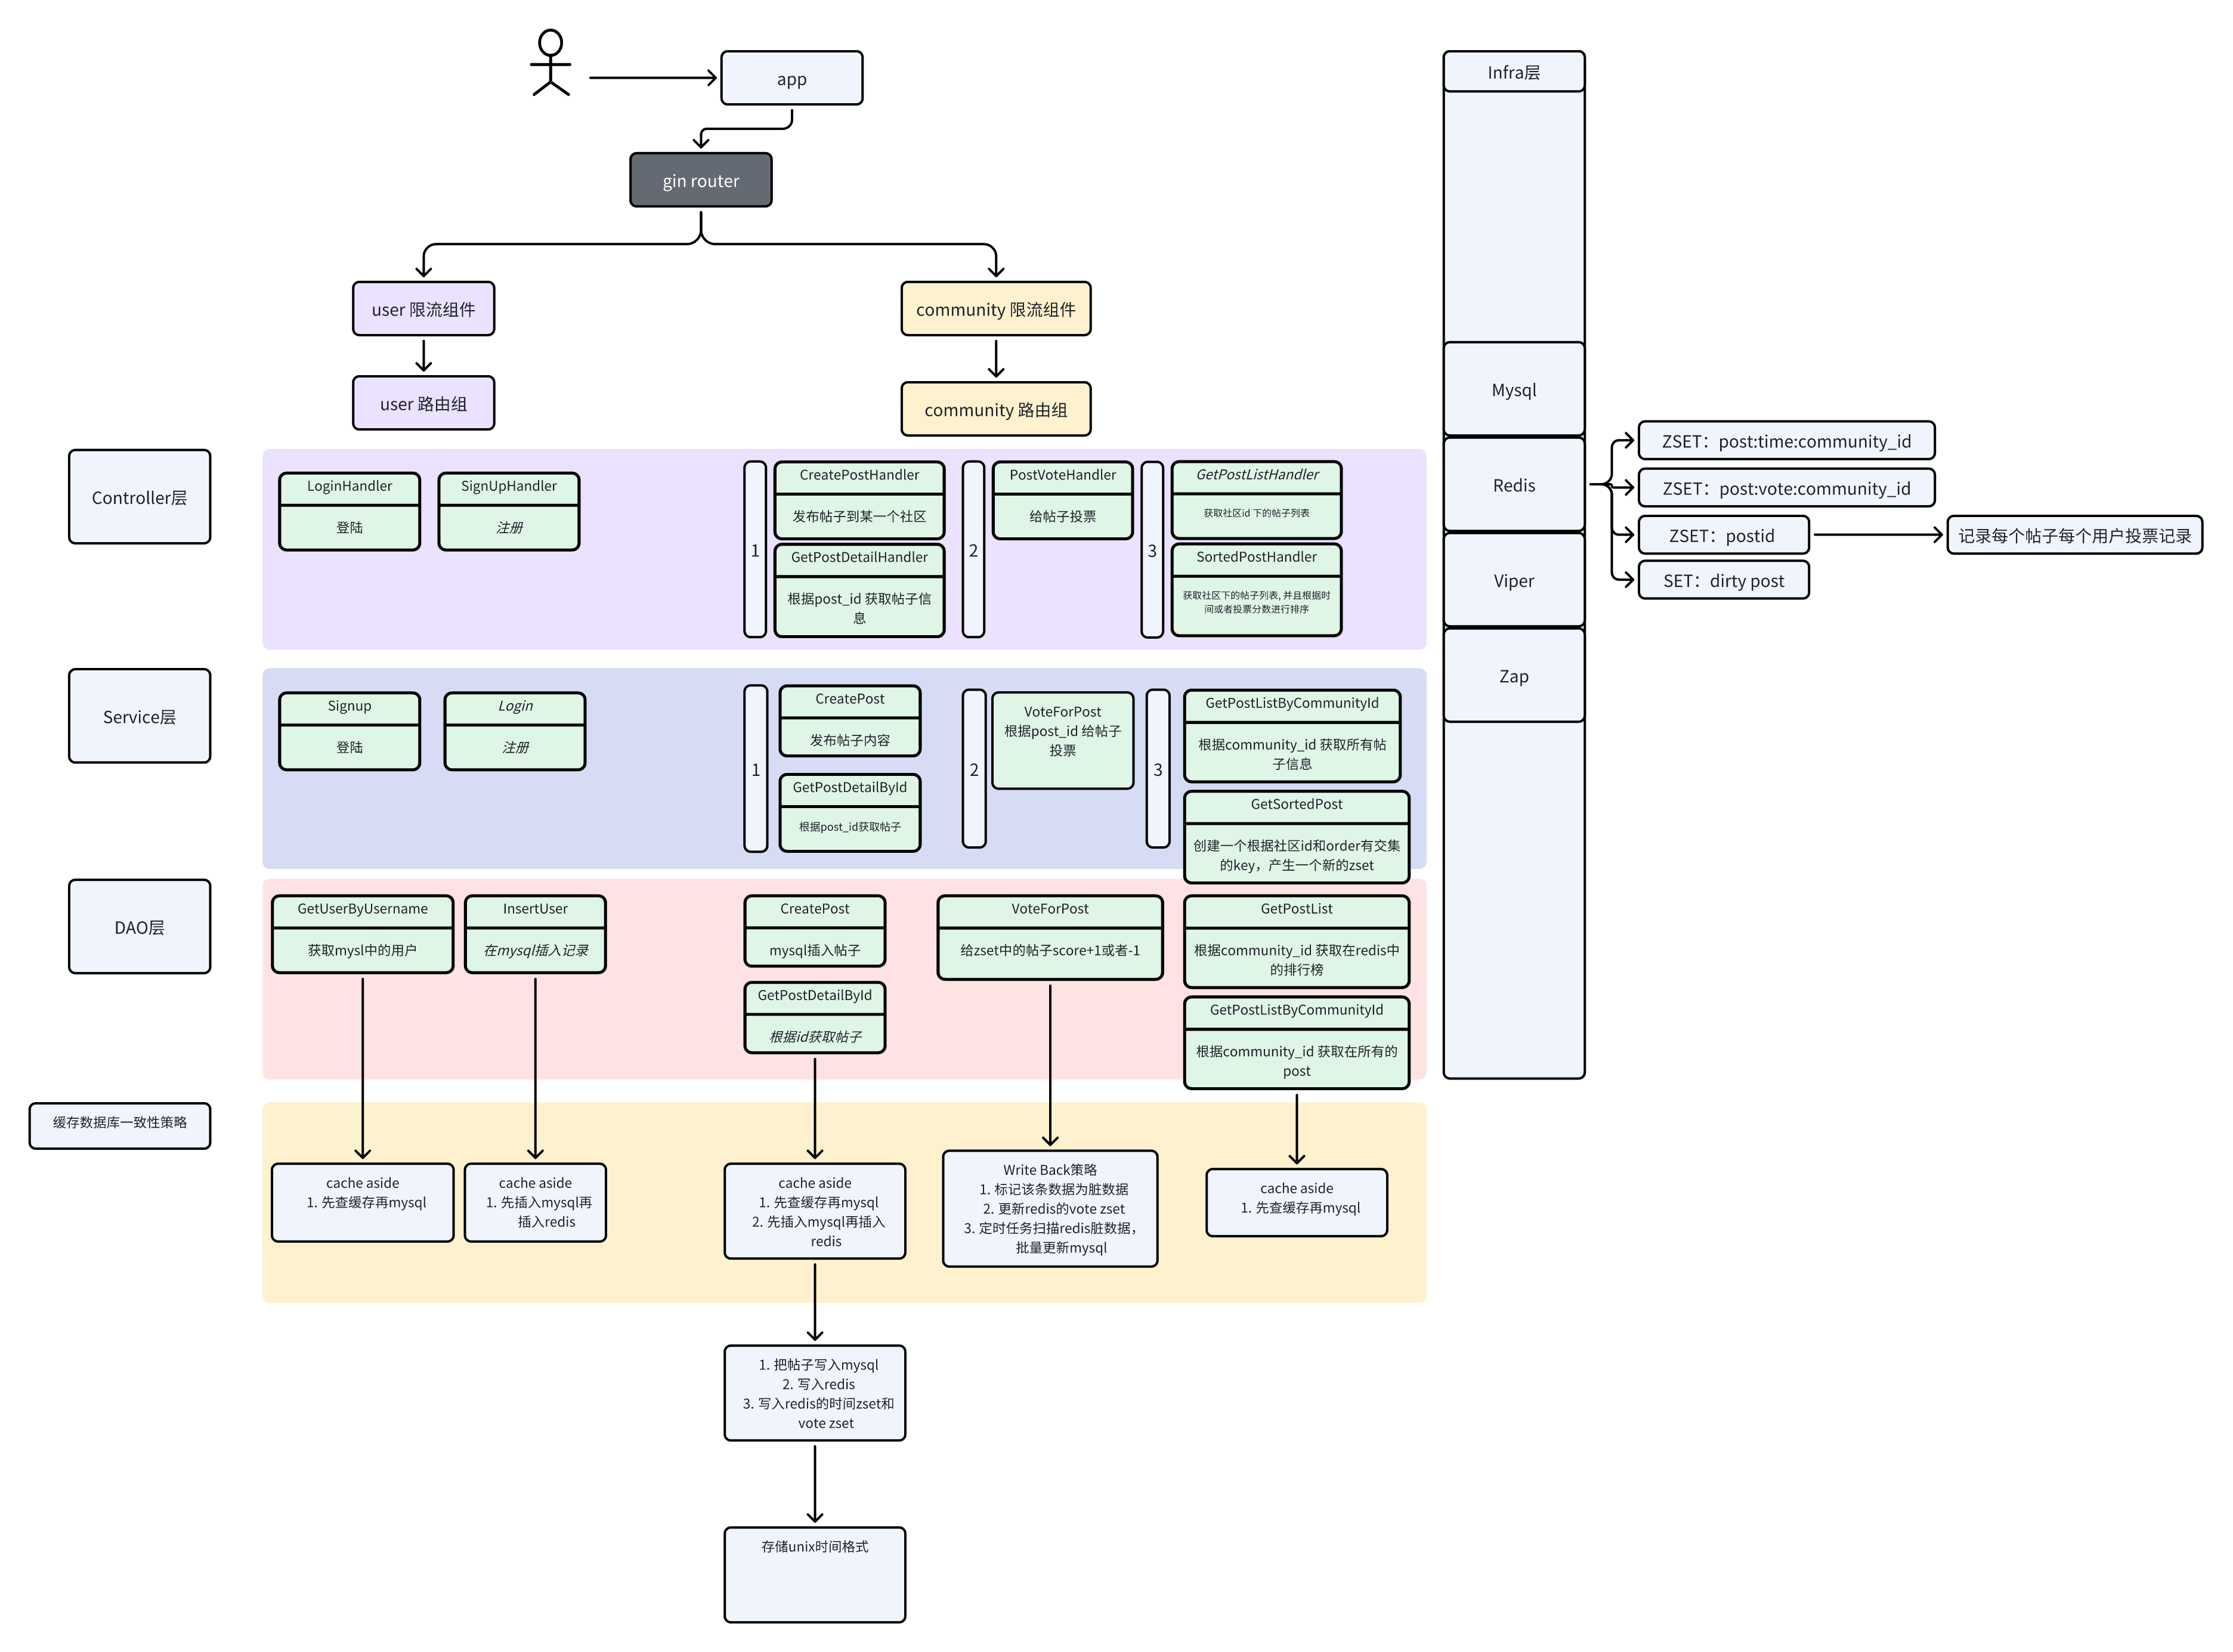 app
Infra层
gin router
user 限流组件
community 限流组件
user 路由组
community 路由组
Mysql
Redis
Viper
Zap
ZSET：post:time:community_id
ZSET：post:vote:community_id
ZSET：postid
记录每个帖子每个用户投票记录
SET：dirty post
Controller层
LoginHandler
登陆
SignUpHandler
注册
1
CreatePostHandler
发布帖子到某一个社区
GetPostDetailHandler
根据post_id 获取帖子信
息
2
PostVoteHandler
给帖子投票
3
GetPostListHandler
获取社区id 下的帖子列表
SortedPostHandler
获取社区下的帖子列表, 并且根据时
间或者投票分数进行排序
Service层
Signup
登陆
Login
注册
1
CreatePost
发布帖子内容
GetPostDetailById
根据post_id获取帖子
2
VoteForPost
根据post_id 给帖子
投票
3
GetPostListByCommunityId
根据community_id 获取所有帖
子信息
GetSortedPost
创建一个根据社区id和order有交集
的key，产生一个新的zset
DAO层
GetUserByUsername
获取mysl中的用户
InsertUser
在mysql插入记录
CreatePost
mysql插入帖子
GetPostDetailById
根据id获取帖子
VoteForPost
给zset中的帖子score+1或者-1
GetPostList
根据community_id 获取在redis中
的排行榜
GetPostListByCommunityId
根据community_id 获取在所有的
post
缓存数据库一致性策略
cache aside
1. 先查缓存再mysql
cache aside
1. 先插入mysql再
插入redis
cache aside
1. 先查缓存再mysql
2. 先插入mysql再插入
redis
Write Back策略
1. 标记该条数据为脏数据
2. 更新redis的vote zset
3. 定时任务扫描redis脏数据，
批量更新mysql
cache aside
1. 先查缓存再mysql
1. 把帖子写入mysql
2. 写入redis
3. 写入redis的时间zset和
vote zset
存储unix时间格式